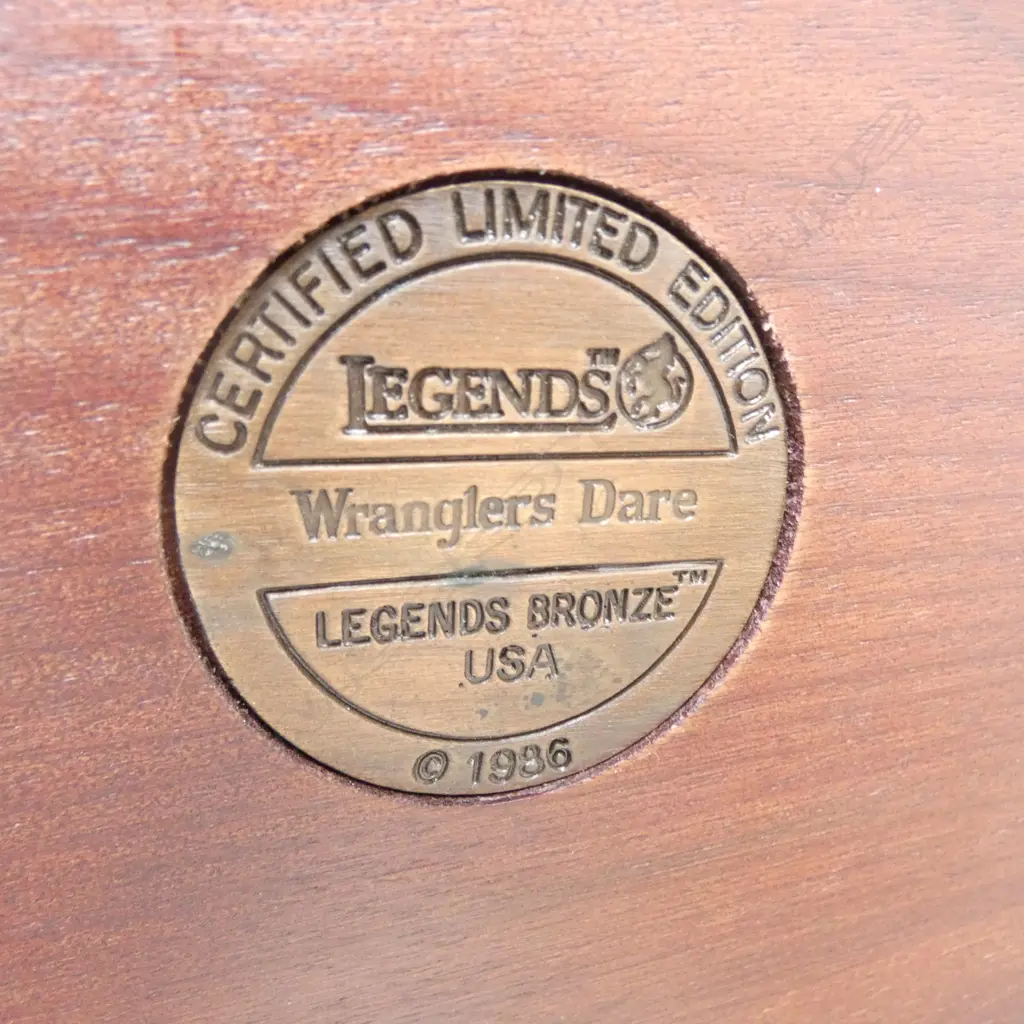 CERTIFIED LIMITED EDITION
LEGENDS™
Wranglers Dare
LEGENDS BRONZE™
USA
© 1986